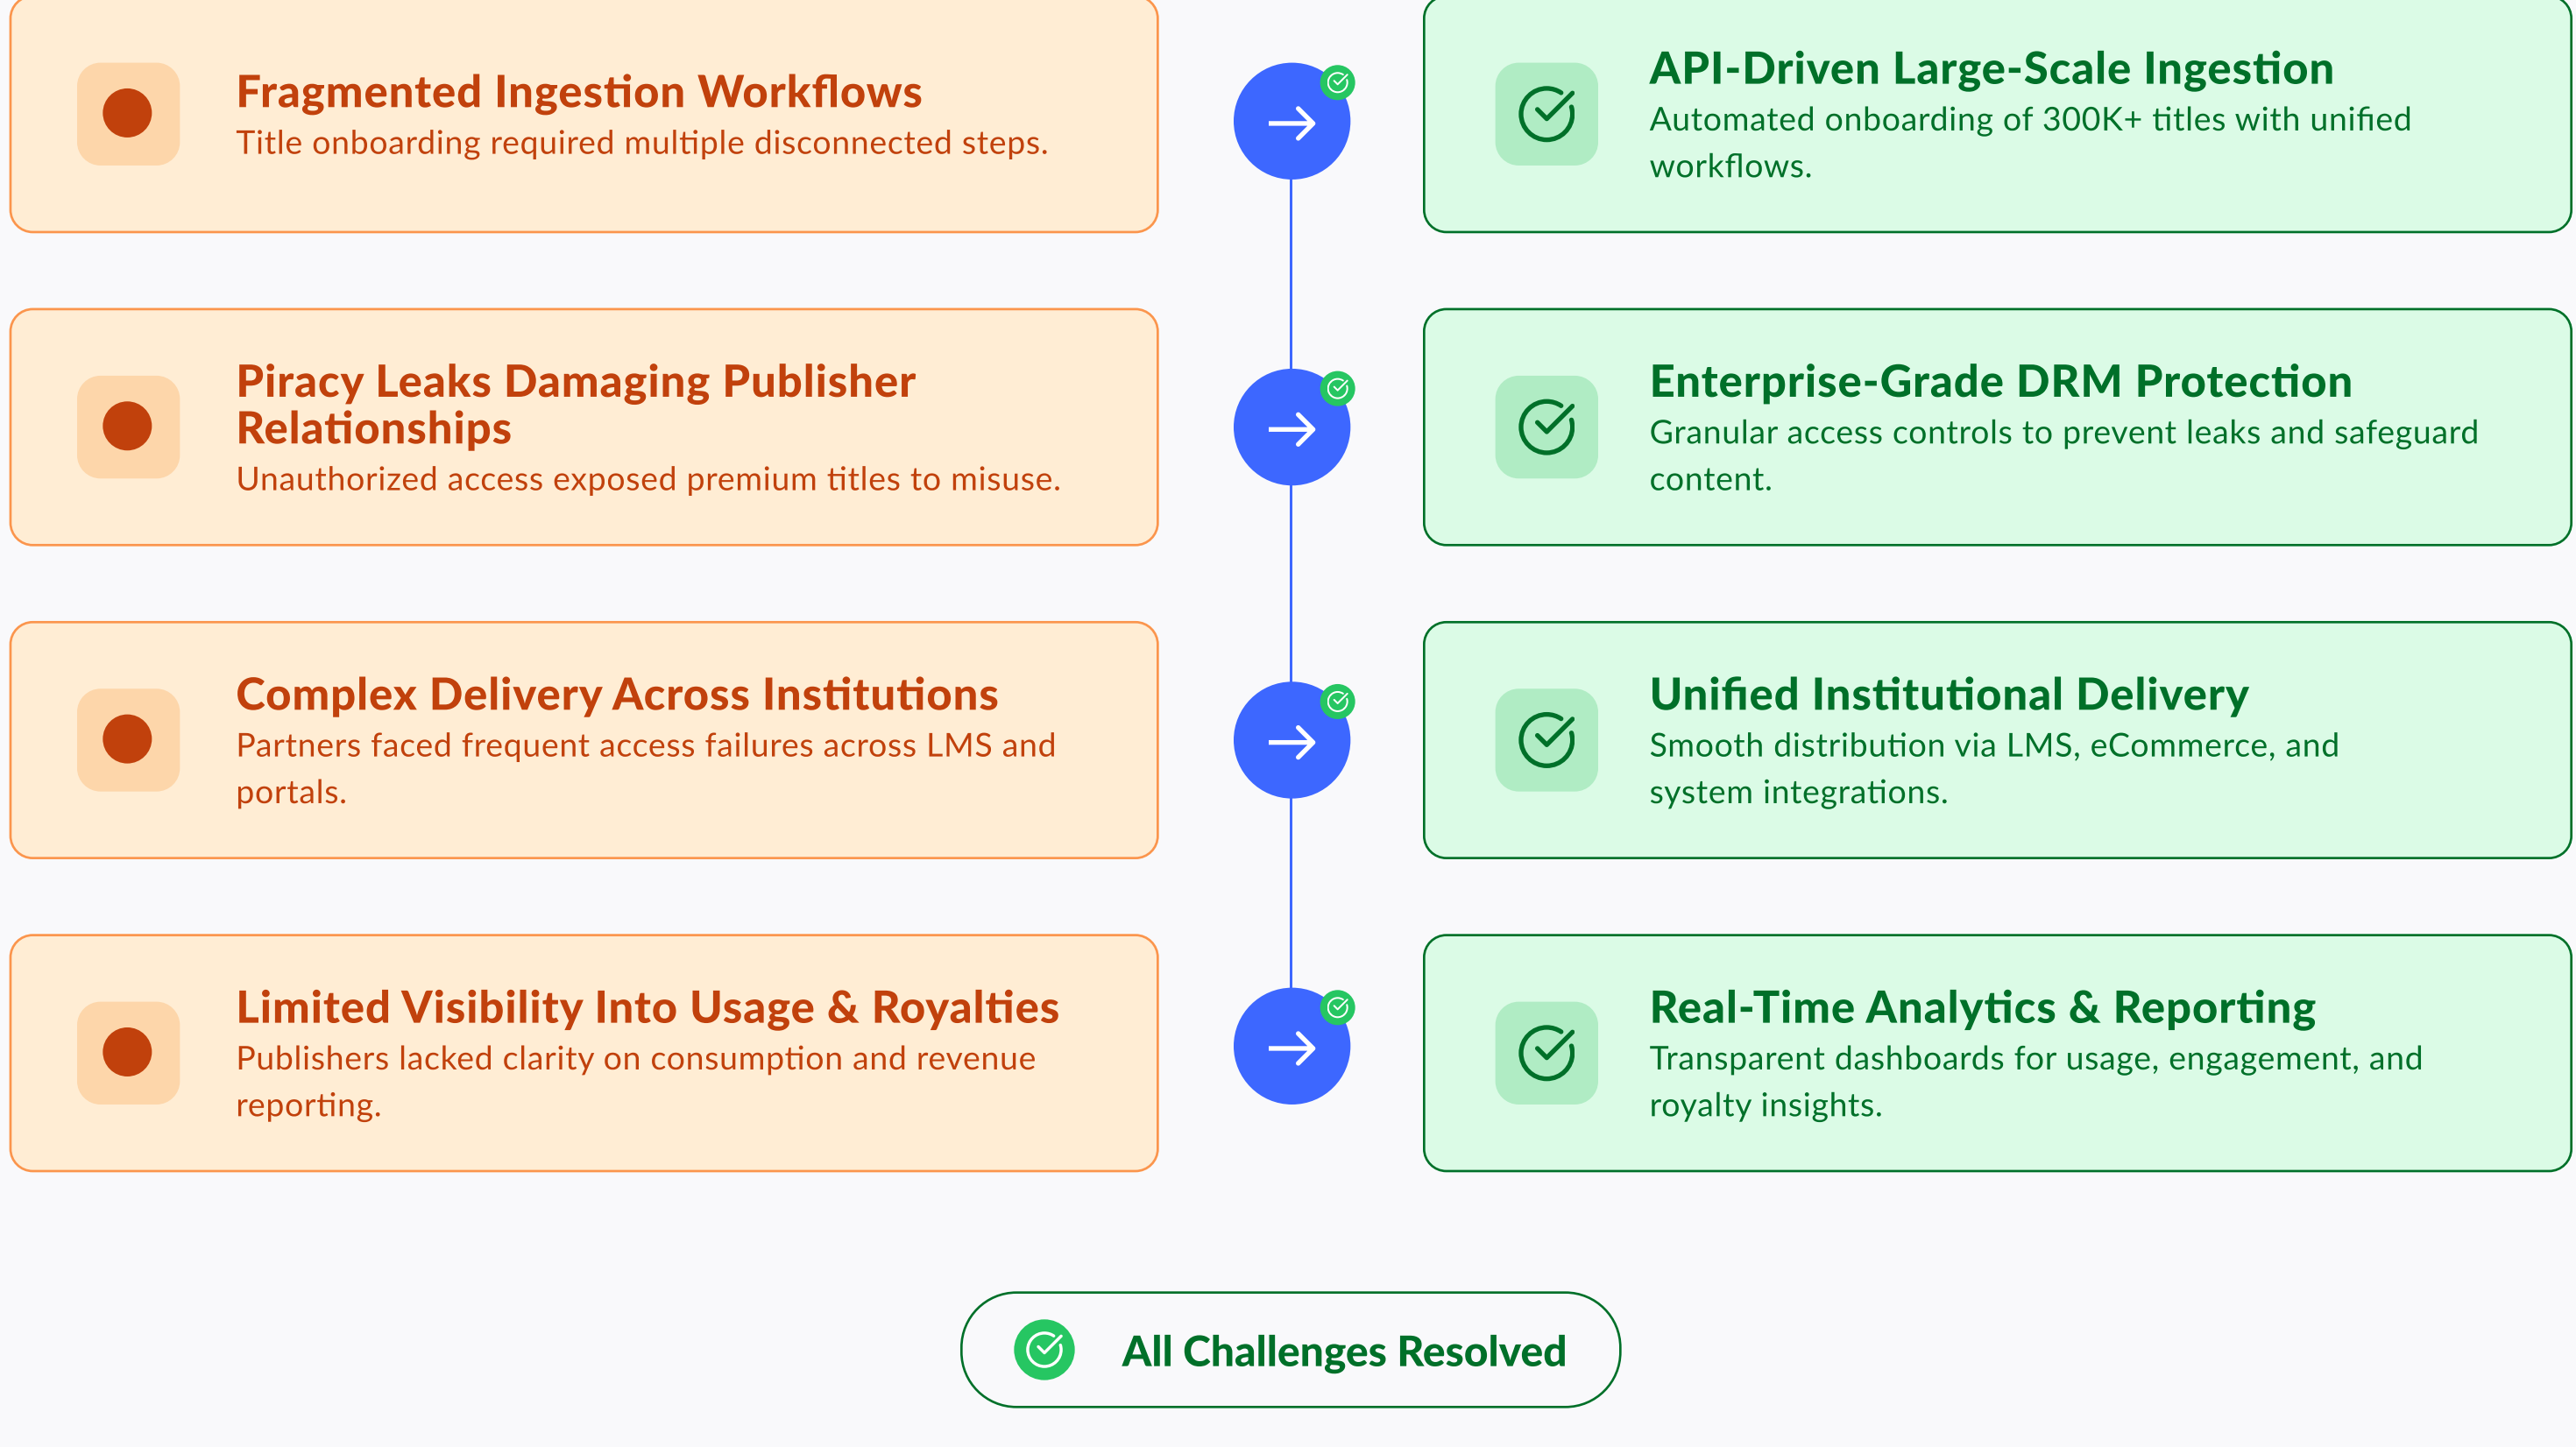 Fragmented Ingestion Workflows
Title onboarding required multiple disconnected steps.
API-Driven Large-Scale Ingestion
Automated onboarding of 300K+ titles with unified
workflows.
Piracy Leaks Damaging Publisher
Relationships
Unauthorized access exposed premium titles to misuse.
Enterprise-Grade DRM Protection
Granular access controls to prevent leaks and safeguard
content.
Complex Delivery Across Institutions
Partners faced frequent access failures across LMS and
portals.
Unified Institutional Delivery
Smooth distribution via LMS, eCommerce, and
system integrations.
Limited Visibility Into Usage & Royalties
Publishers lacked clarity on consumption and revenue
reporting.
Real-Time Analytics & Reporting
Transparent dashboards for usage, engagement, and
royalty insights.
All Challenges Resolved